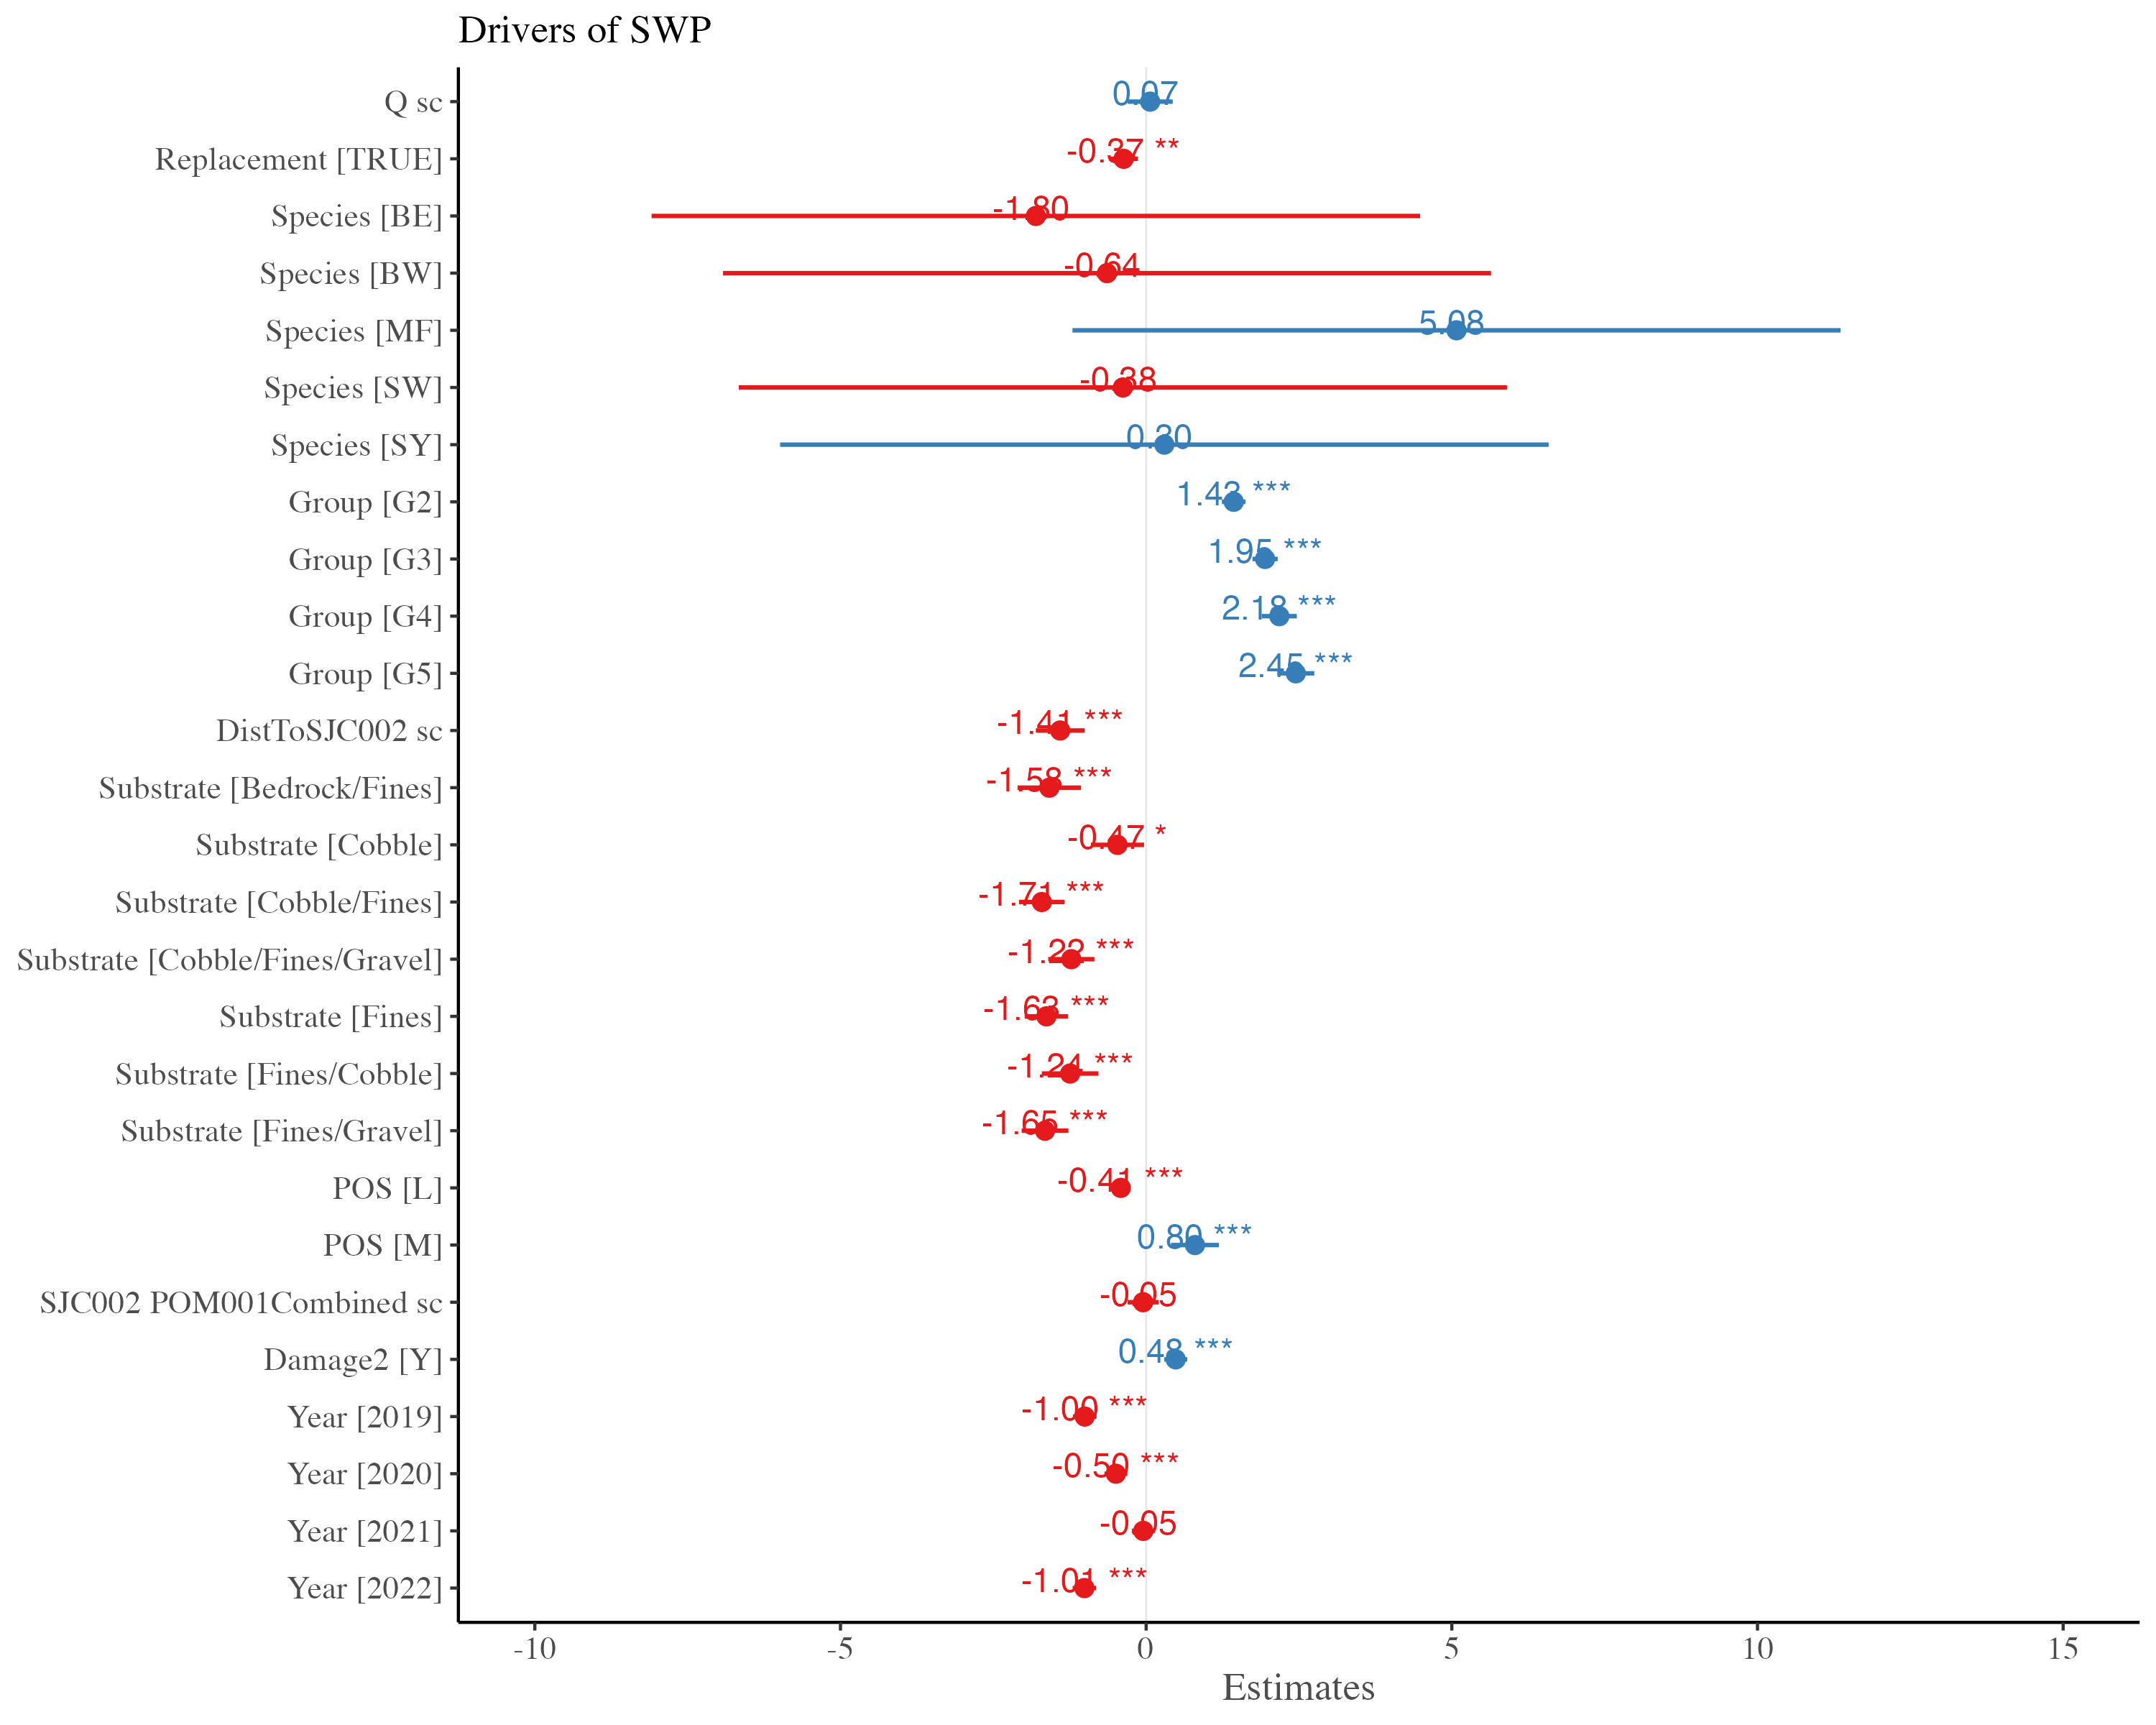 Drivers of SWP
Q sc
0.07
Replacement [TRUE]
-0.37 **
Species [BE]
-1.80
Species [BW]
-0.64
Species [MF]
5.08
Species [SW]
-0.38
Species [SY]
0.30
Group [G2]
1.43 ***
Group [G3]
1.95 ***
Group [G4]
2.18 ***
Group [G5]
2.45 ***
DistToSJC002 sc
-1.41 ***
Substrate [Bedrock/Fines]
-1.58 ***
Substrate [Cobble]
-0.47 *
Substrate [Cobble/Fines]
-1.71 ***
Substrate [Cobble/Fines/Gravel]
-1.22 ***
Substrate [Fines]
-1.63 ***
Substrate [Fines/Cobble]
-1.24 ***
Substrate [Fines/Gravel]
-1.65 ***
POS [L]
-0.41 ***
POS [M]
0.80 ***
SJC002 POM001Combined sc
-0.05
Damage2 [Y]
0.48 ***
Year [2019]
-1.00 ***
Year [2020]
-0.50 ***
Year [2021]
-0.05
Year [2022]
-1.01 ***
-10 -5 0 5 10 15
Estimates